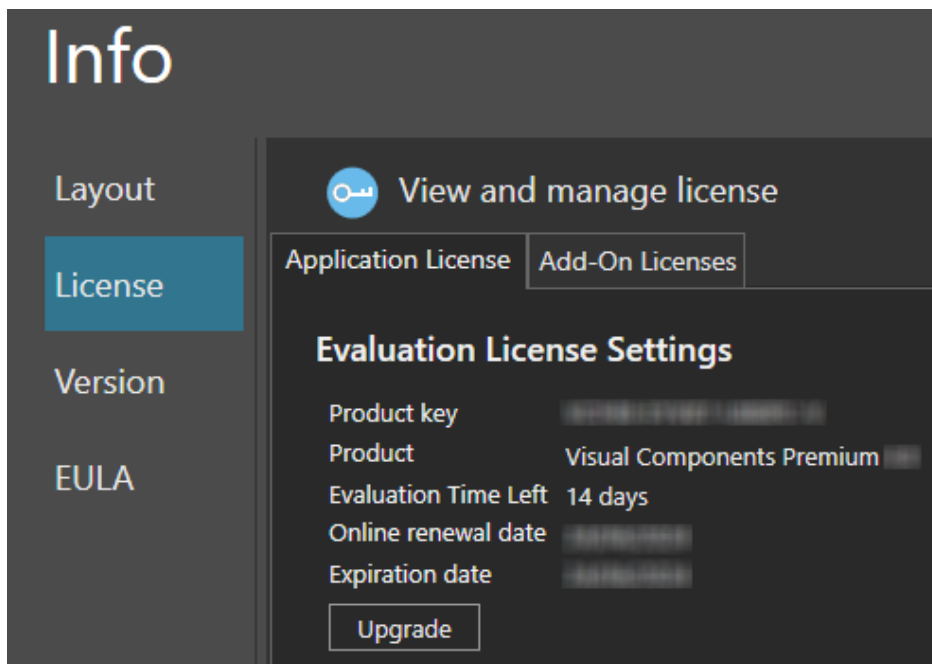 Info
Layout
License
Version
EULA
View and manage license
Application License Add-On Licenses
Evaluation License Settings
Product key
Product Visual Components Premium
Evaluation Time Left 14 days
Online renewal date
Expiration date
Upgrade